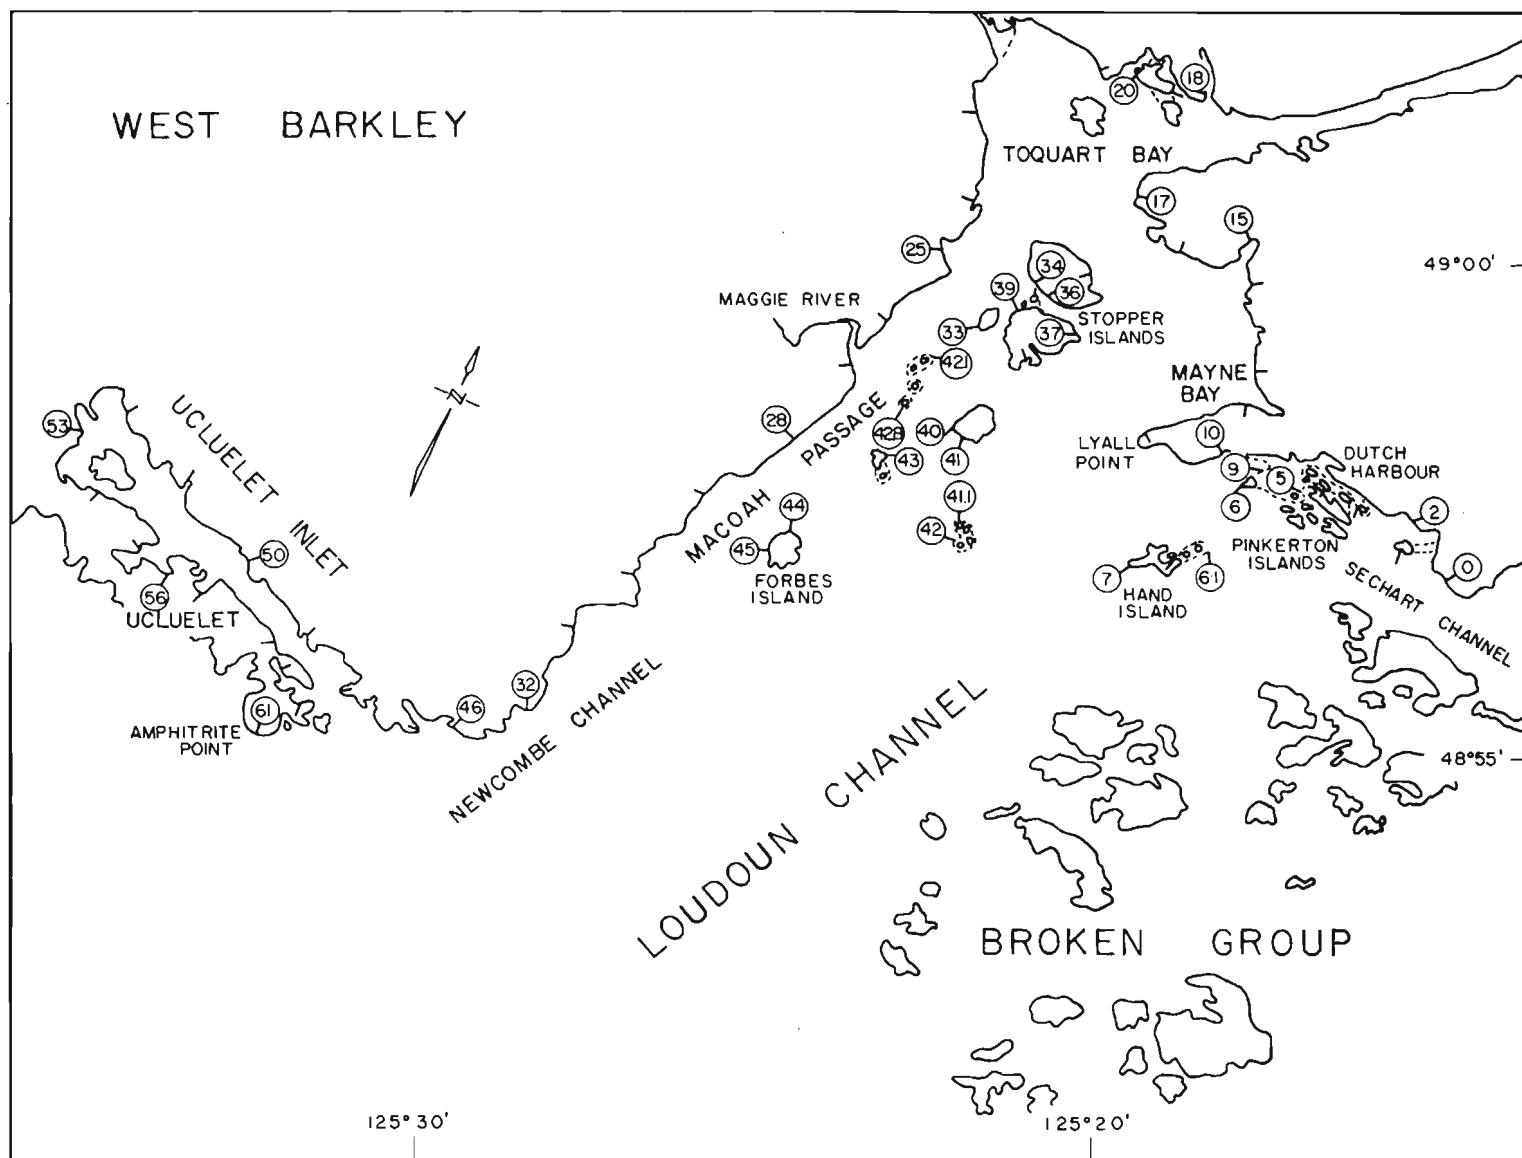 WEST BARKLEY
20
18
TOQUART BAY
17
15
25
34
49°00'
39
36
MAGGIE RIVER
33
37
STOPPER
ISLANDS
42.1
MAYNE
BAY
53
UCLUELET INLET
28
MACOAH PASSAGE
40
10
LYALL
POINT
DUTCH
HARBOUR
43
41
9
5
6
41.1
44
2
42
45
50
PINKERTON
ISLANDS
FORBES
ISLAND
7
6.1
0
HAND
ISLAND
56
UCLUELET
SECHART CHANNEL
32
46
61
AMPHITRITE
POINT
NEWCOMBE CHANNEL
LOUDOUN CHANNEL
48°55'
BROKEN GROUP
125°30'
125°20'
N